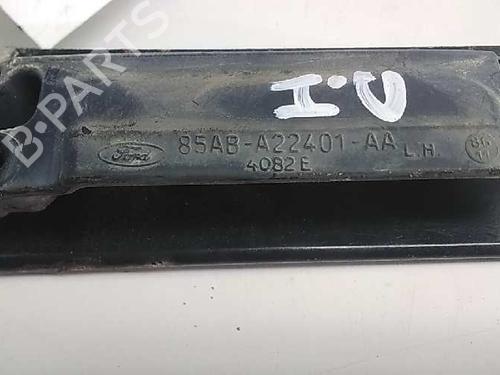 I.U
Ford 85AB-A22401-AA L.H.
4082E
B-PARTS